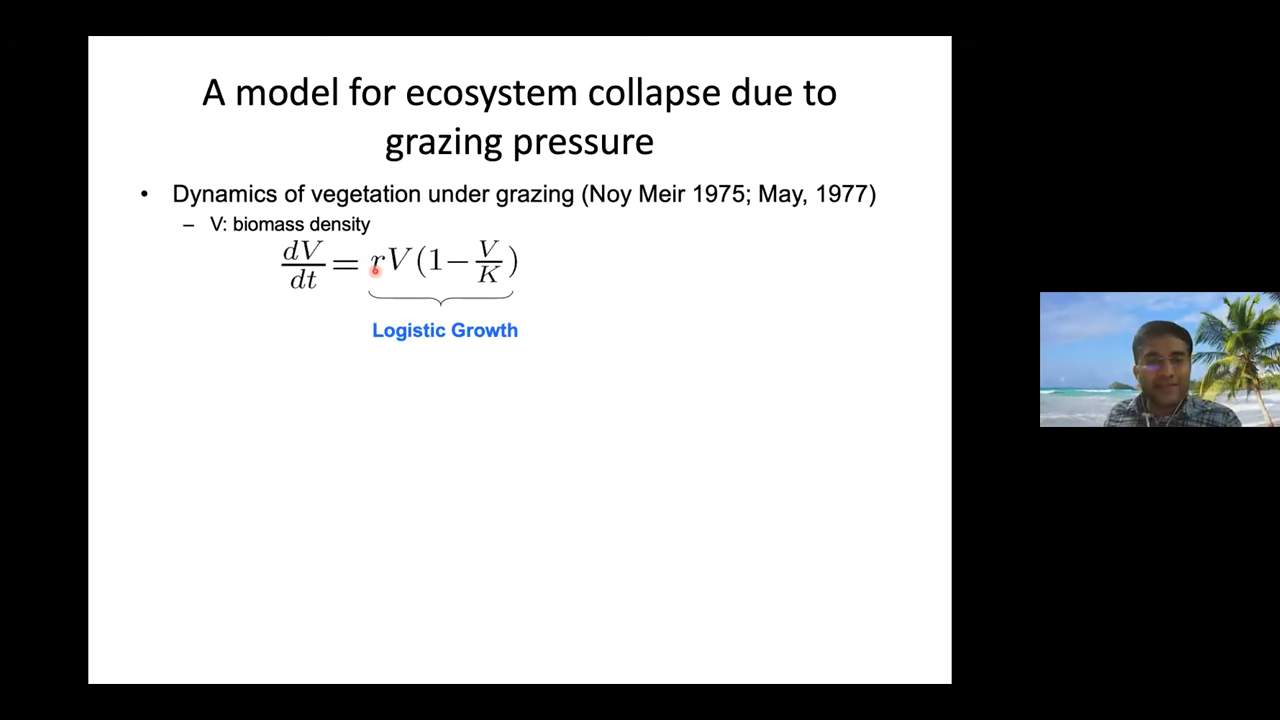 A model for ecosystem collapse due to
grazing pressure
• Dynamics of vegetation under grazing (Noy Meir 1975; May, 1977)
– V: biomass density
dV/dt = rV(1−V/K)
Logistic Growth